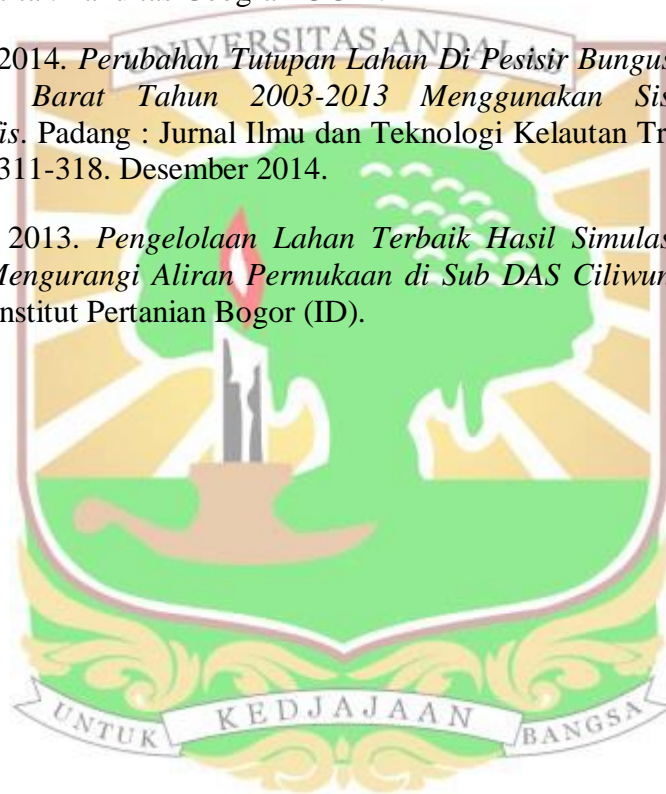 UNIVERSITAS ANDALAS
2014. Perubahan Tutupan Lahan Di Pesisir Bungus
Barat Tahun 2003-2013 Menggunakan Sis
is. Padang : Jurnal Ilmu dan Teknologi Kelautan Tr
311-318. Desember 2014.
2013. Pengelolaan Lahan Terbaik Hasil Simulas
Mengurangi Aliran Permukaan di Sub DAS Ciliwun
nstitut Pertanian Bogor (ID).
UNTUK KEDJAJAAN BANGSA